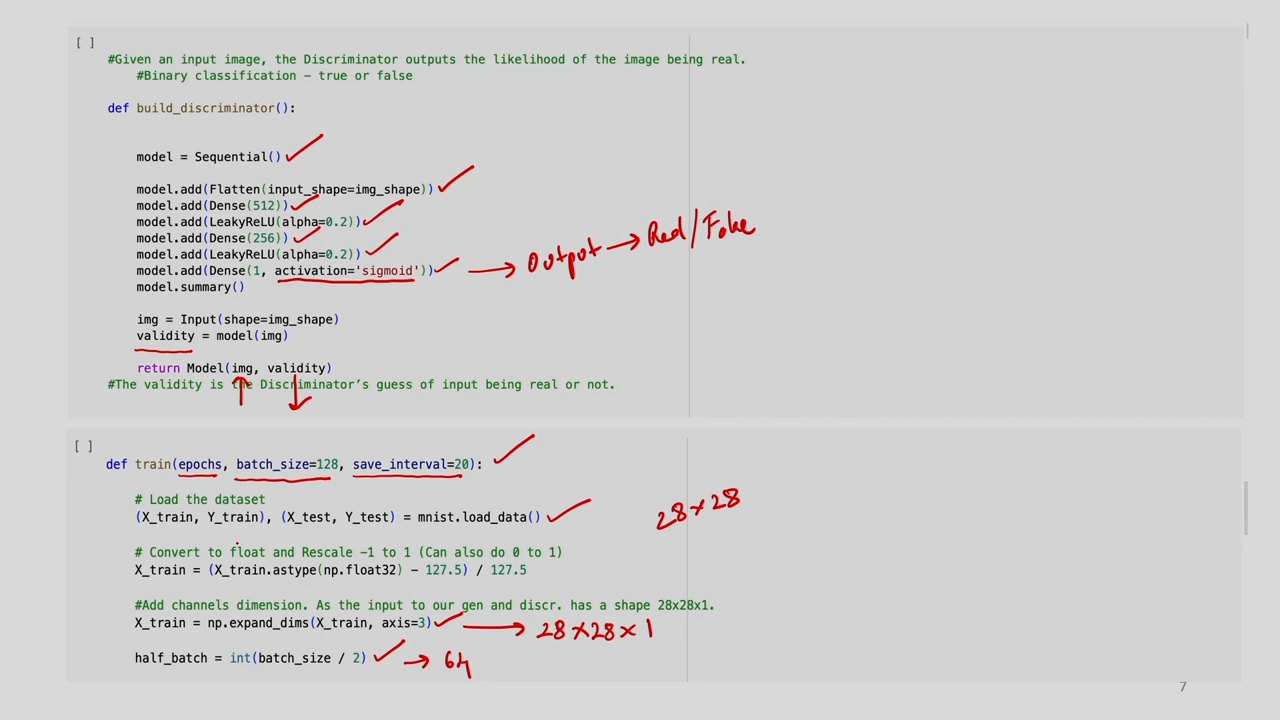 [ ]
#Given an input image, the Discriminator outputs the likelihood of the image being real.
#Binary classification - true or false
def build_discriminator():
model = Sequential()
model.add(Flatten(input_shape=img_shape))
model.add(Dense(512))
model.add(LeakyReLU(alpha=0.2))
model.add(Dense(256))
model.add(LeakyReLU(alpha=0.2))
model.add(Dense(1, activation='sigmoid'))
Output → Real/Fake
model.summary()
img = Input(shape=img_shape)
validity = model(img)
return Model(img, validity)
#The validity is the Discriminator's guess of input being real or not.
[ ]
def train(epochs, batch_size=128, save_interval=20):
# Load the dataset
(X_train, Y_train), (X_test, Y_test) = mnist.load_data()
28×28
# Convert to float and Rescale -1 to 1 (Can also do 0 to 1)
X_train = (X_train.astype(np.float32) - 127.5) / 127.5
#Add channels dimension. As the input to our gen and discr. has a shape 28x28x1.
X_train = np.expand_dims(X_train, axis=3)
28×28×1
half_batch = int(batch_size / 2)
64
7